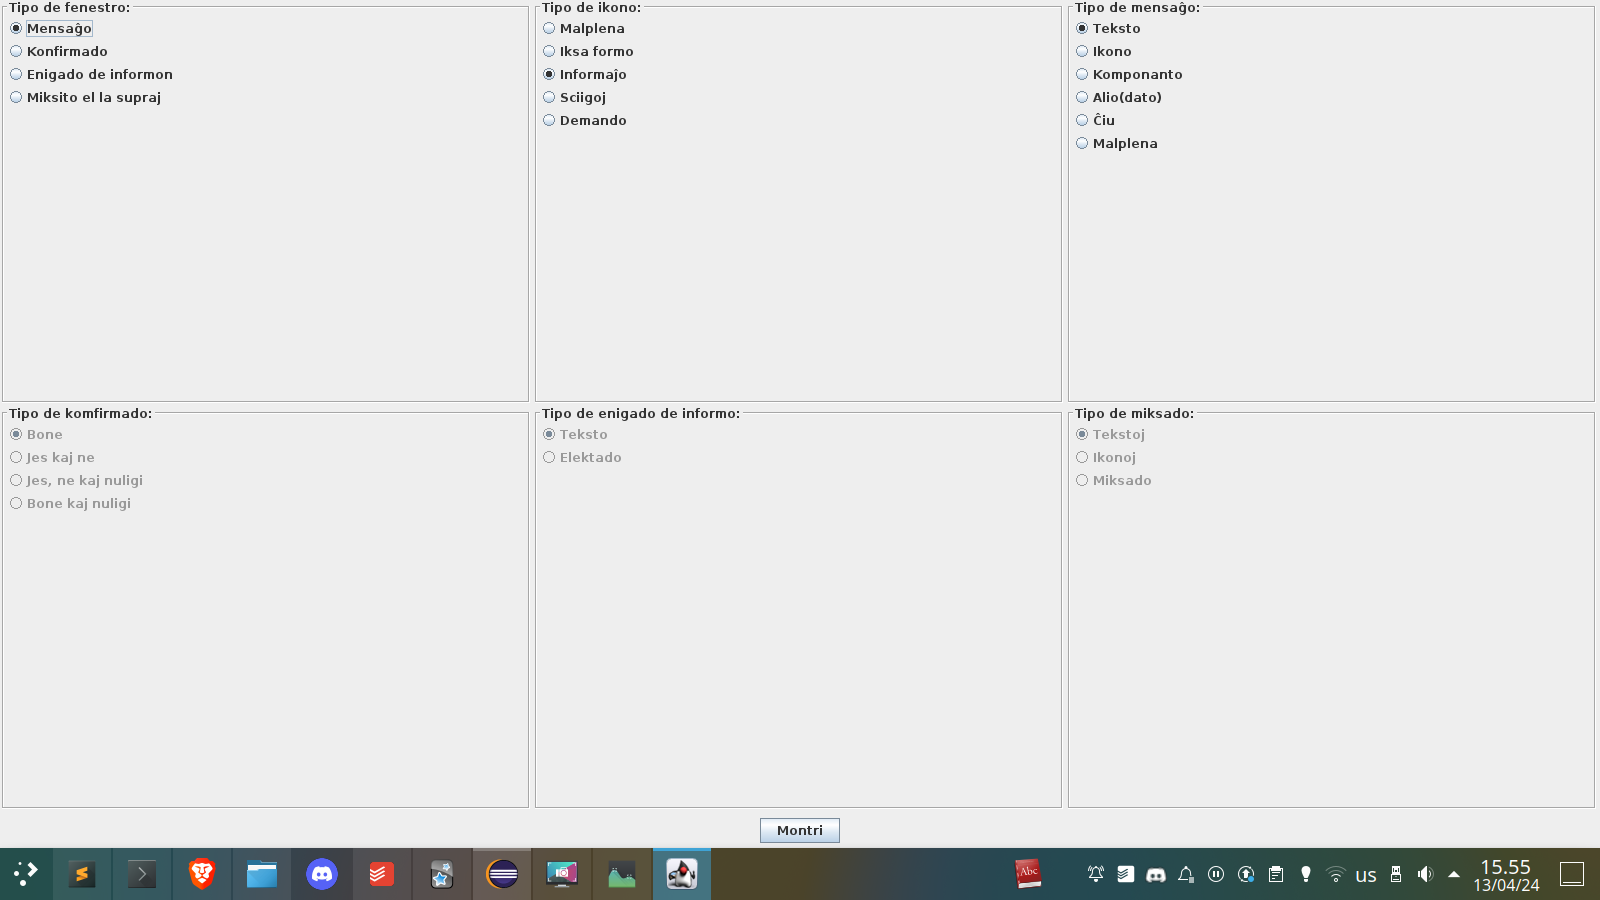 Tipo de fenestro:
Mensaĝo
Konfirmado
Enigado de informon
Miksito el la supraj
Tipo de ikono:
Malplena
Iksa formo
Informaĵo
Sciigoj
Demando
Tipo de mensaĝo:
Teksto
Ikono
Komponanto
Alio(dato)
Ĉiu
Malplena
Tipo de komfirmado:
Bone
Jes kaj ne
Jes, ne kaj nuligi
Bone kaj nuligi
Tipo de enigado de informo:
Teksto
Elektado
Tipo de miksado:
Tekstoj
Ikonoj
Miksado
Montri
Abc
us
15.55
13/04/24